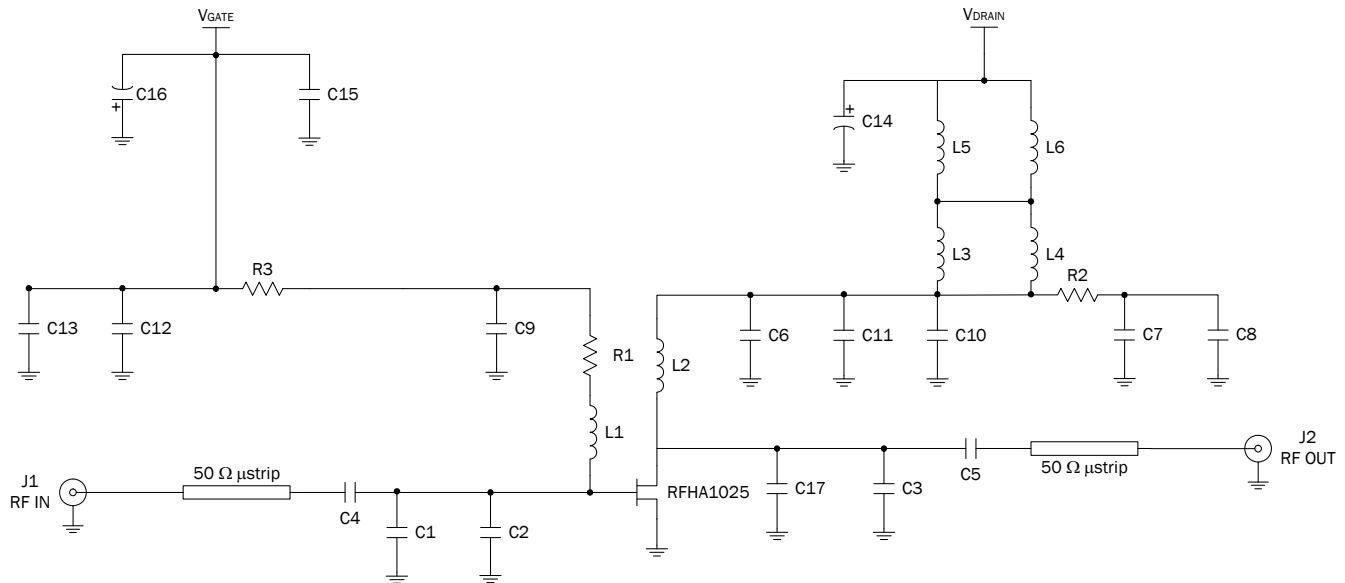 VGATE
VDRAIN
C16
+
C15
+
C14
L5
L6
L3
L4
R3
R2
C13
C12
C9
R1
L2
C6
C11
C10
C7
C8
L1
J1
RF IN
50 Ω µstrip
C4
C1
C2
RFHA1025
C17
C3
C5
50 Ω µstrip
J2
RF OUT